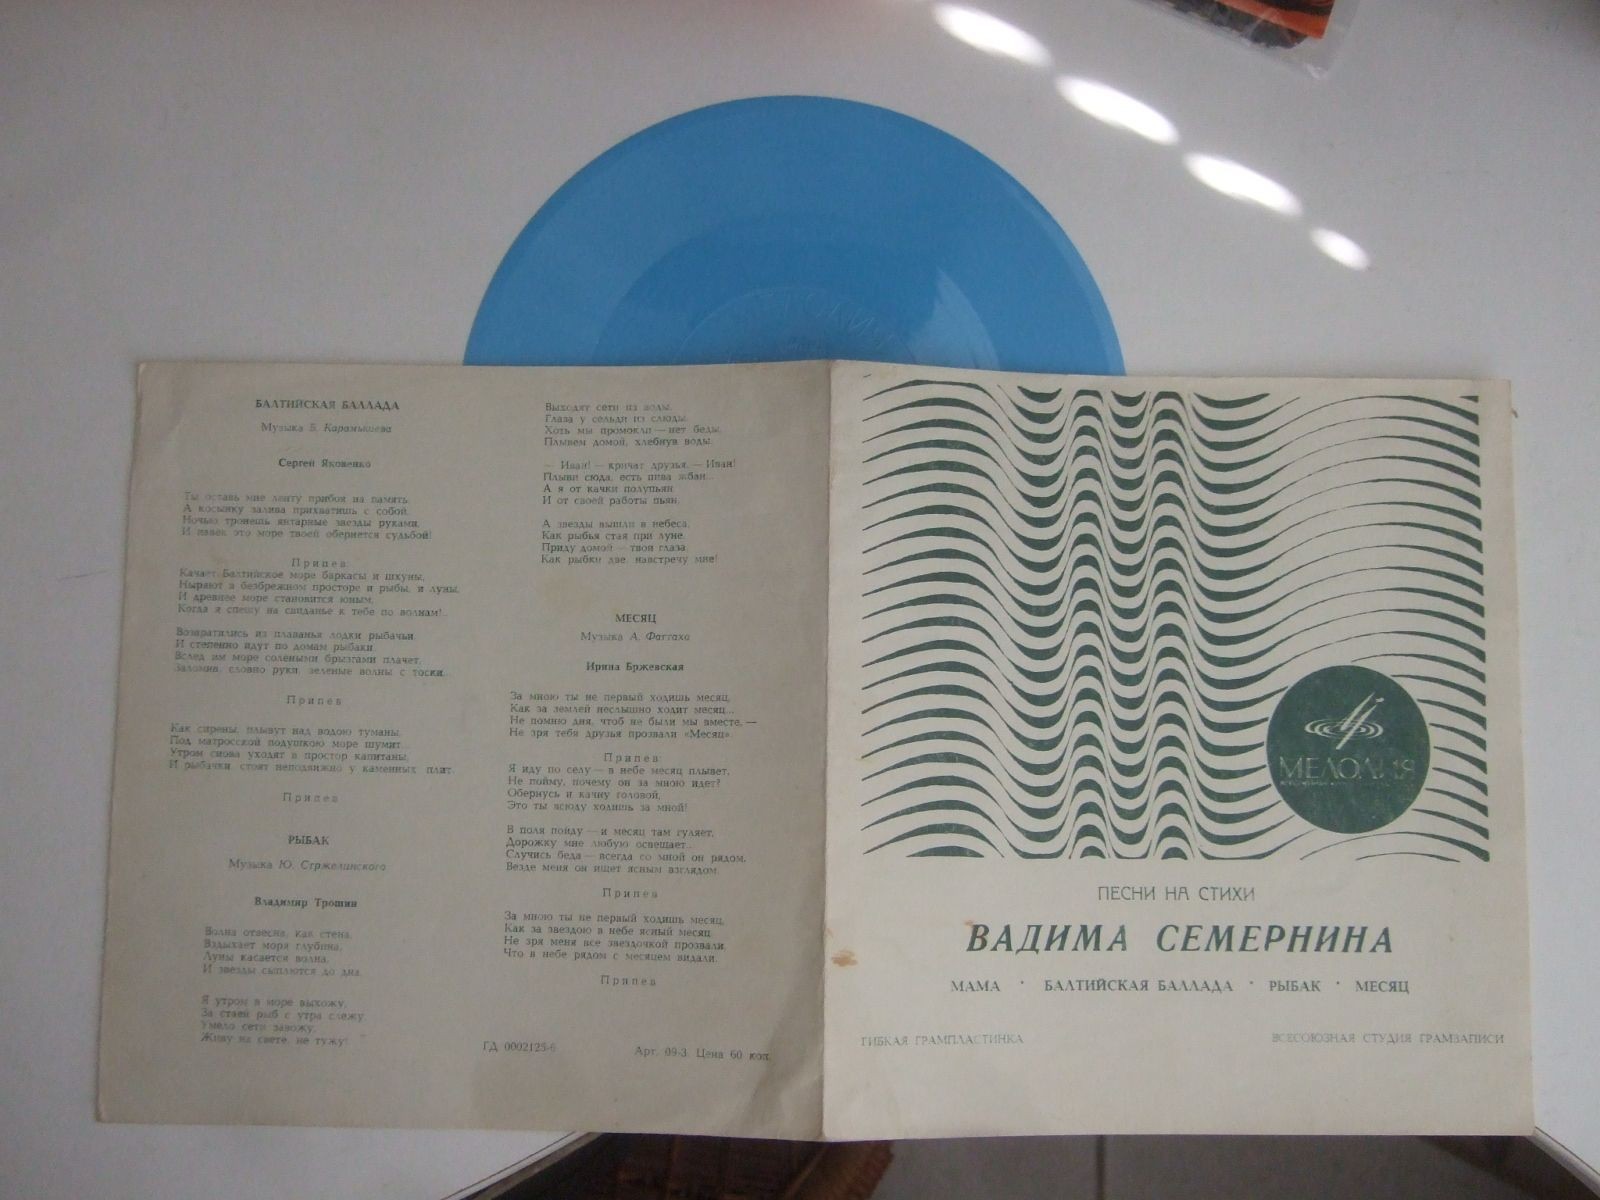 БАЛТИЙСКАЯ БАЛЛАДА
Музыка Б. Карамышева
Сергей Яковенко
Ты оставь мне ленту прибоя на память,
А косынку залива прихватишь с собой,
Ночью тронешь янтарные звезды руками,
И навек это море твоей обернется судьбой!
Припев
Качает Балтийское море баркасы и шхуны,
Ныряют в безбрежном просторе и рыбы, и луны,
И древнее море становится юным,
Когда я спешу на свиданье к тебе по волнам!..
Возвратились из плаванья лодки рыбачьи
И степенно идут по домам рыбаки.
Вслед им море солеными брызгами плачет,
Заломив, словно руки, зеленые волны с тоски.
Припев
Как сирены, плывут над водою туманы,
Под матросской подушкою море шумит...
Утром снова уходят в простор капитаны,
И рыбачки стоят неподвижно у каменных плит.
Припев
РЫБАК
Музыка Ю. Стржелинского
Владимир Трошин
Волна отвесна, как стена,
Вздыхает моря глубина,
Луны касается волна,
И звезды сыплются до дна.
Я утром в море выхожу,
За стаей рыб с утра слежу,
Умело сети завожу,
Живу на свете, не тужу!
Выходят сети из воды,
Глаза у сельди из слюды.
Хоть мы промокли — нет беды,
Плывем домой, хлебнув воды.
— Иван! — кричат друзья, — Иван!
Плыви сюда, есть пива жбан...
А я от качки полупьян
И от своей работы пьян.
А звезды вышли в небеса,
Как рыбья стая при луне.
Приду домой — твои глаза,
Как рыбки две, навстречу мне!
МЕСЯЦ
Музыка А. Фаттаха
Ирина Бржевская
За мною ты не первый ходишь месяц,
Как за землей неслышно ходит месяц...
Не помню дня, чтоб не были мы вместе, —
Не зря тебя друзья прозвали «Месяц».
Припев
Я иду по селу — в небе месяц плывет,
Не пойму, почему он за мною идет?
Обернусь и качну головой,
Это ты всюду ходишь за мной!
В поля пойду — и месяц там гуляет,
Дорожку мне любую освещает...
Случись беда — всегда со мной он рядом,
Везде меня он ищет ясным взглядом.
Припев
За мною ты не первый ходишь месяц,
Как за звездою в небе ясный месяц
Не зря меня все звездочкой прозвали,
Что в небе рядом с месяцем видали.
Припев
ГД 0002125-6 Арт. 09-3. Цена 60 коп.
МЕЛОДИЯ
ПЕСНИ НА СТИХИ
ВАДИМА СЕМЕРНИНА
МАМА · БАЛТИЙСКАЯ БАЛЛАДА · РЫБАК · МЕСЯЦ
ГИБКАЯ ГРАМПЛАСТИНКА ВСЕСОЮЗНАЯ СТУДИЯ ГРАМЗАПИСИ